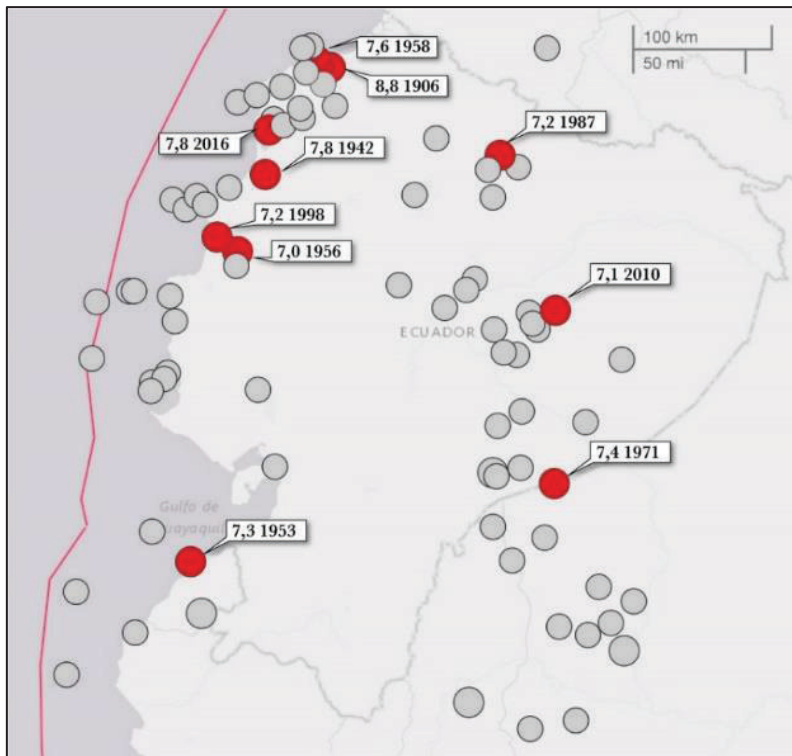 7,6 1958
100 km
50 mi
8,8 1906
7,8 2016
7,2 1987
7,8 1942
7,2 1998
7,0 1956
7,1 2010
ECUADOR
7,4 1971
Gulfo de
uayaquil
7,3 1953